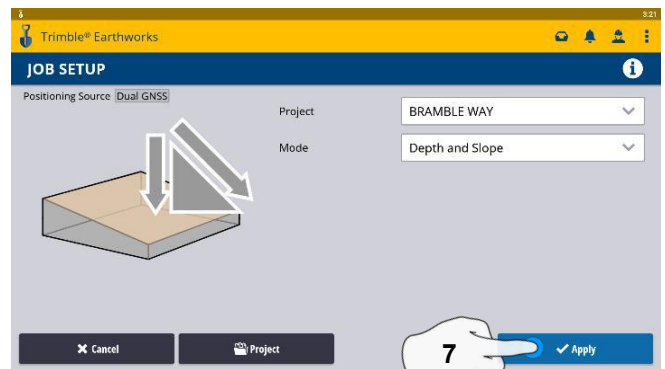 3:21
Trimble® Earthworks
JOB SETUP
Positioning Source Dual GNSS
Project BRAMBLE WAY
Mode Depth and Slope
Cancel Project 7 Apply